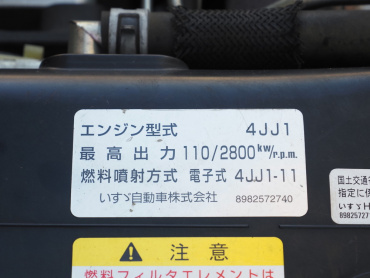 エンジン型式 4JJ1
最高出力 110/2800kw/r.p.m.
燃料噴射方式 電子式 4JJ1-11
いすゞ自動車株式会社 8982572740
国土交通
指定に係
いすゞH
89825727
⚠ 注意
燃料フィルタエレメントは